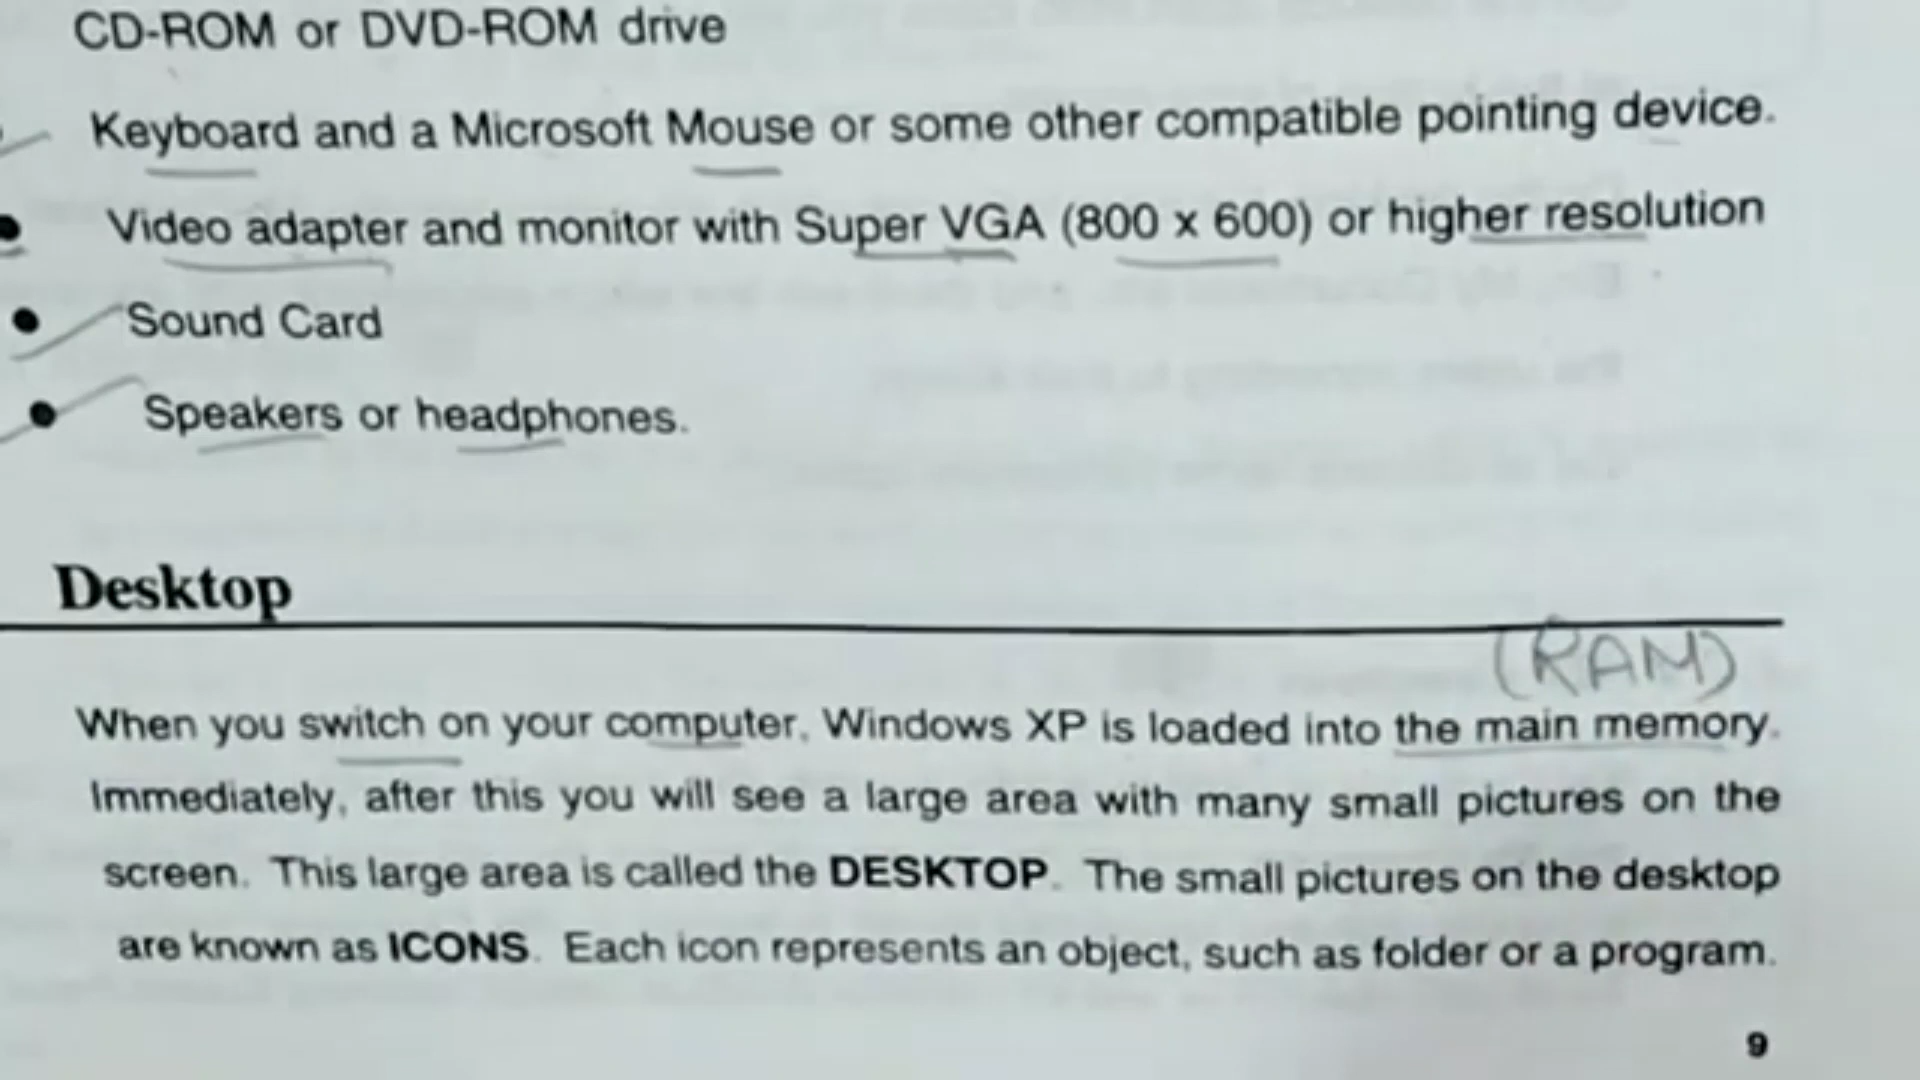 CD-ROM or DVD-ROM drive
Keyboard and a Microsoft Mouse or some other compatible pointing device.
• Video adapter and monitor with Super VGA (800 x 600) or higher resolution
• Sound Card
• Speakers or headphones.
Desktop
(RAM)
When you switch on your computer, Windows XP is loaded into the main memory.
Immediately, after this you will see a large area with many small pictures on the
screen. This large area is called the DESKTOP. The small pictures on the desktop
are known as ICONS. Each icon represents an object, such as folder or a program.
9